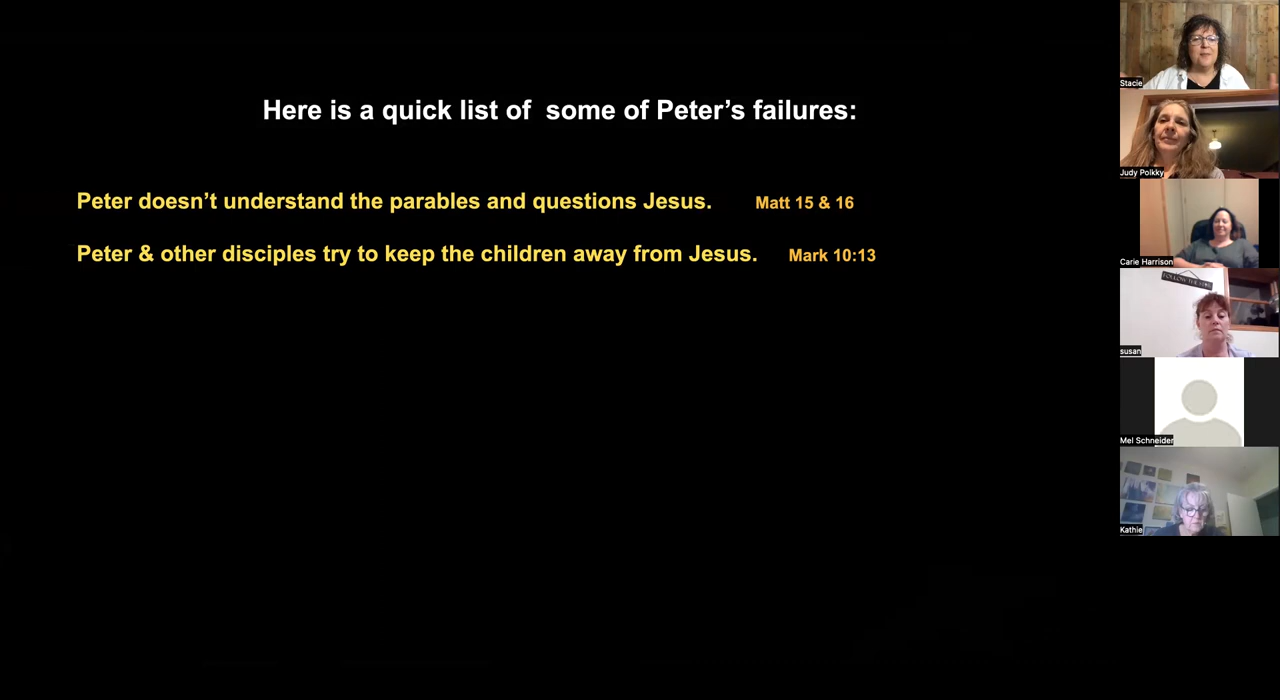 Here is a quick list of  some of Peter’s failures:
Peter doesn’t understand the parables and questions Jesus. Matt 15 & 16
Peter & other disciples try to keep the children away from Jesus. Mark 10:13
Stacie
Judy Polkky
Carie Harrison
susan
Mel Schneider
Kathie